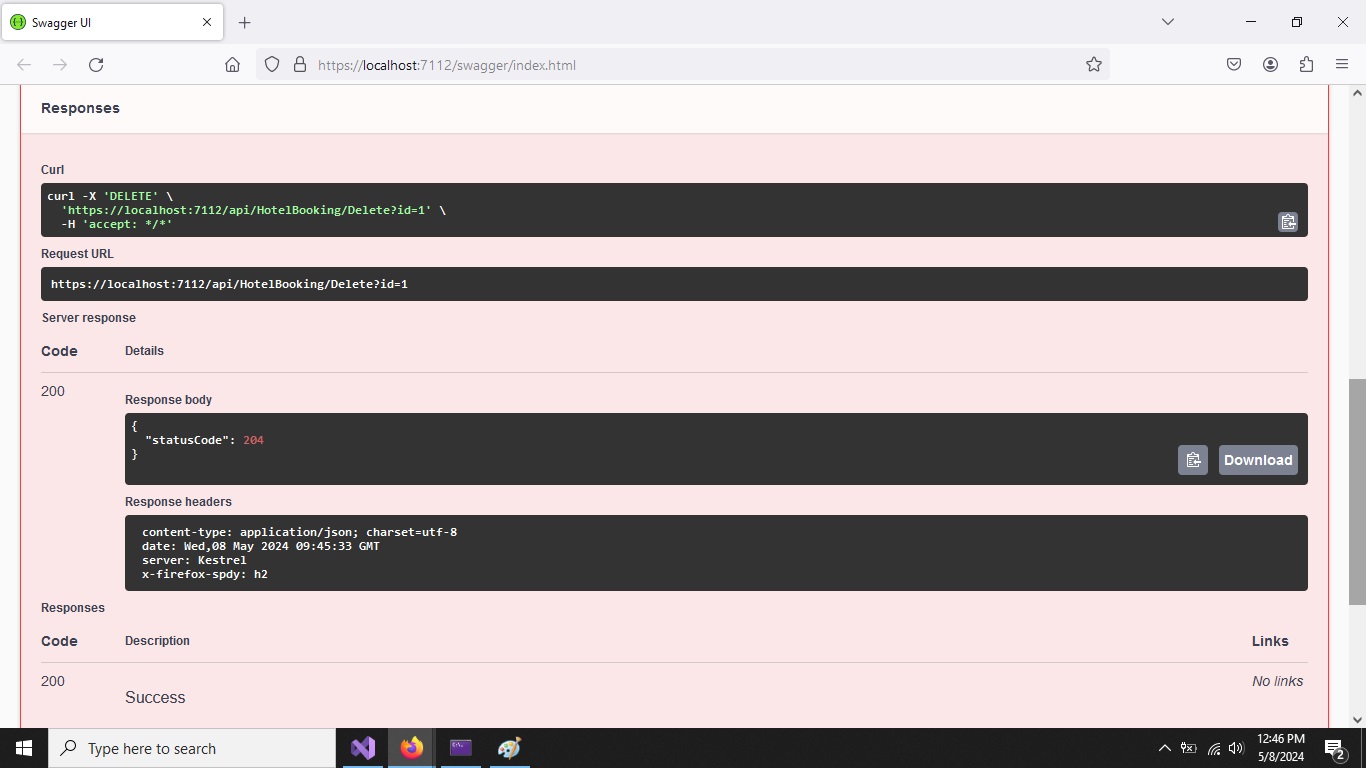 Swagger UI
https://localhost:7112/swagger/index.html
Responses
Curl
curl -X 'DELETE' \
'https://localhost:7112/api/HotelBooking/Delete?id=1' \
-H 'accept: */*'
Request URL
https://localhost:7112/api/HotelBooking/Delete?id=1
Server response
Code Details
200
Response body
{
"statusCode": 204
}
Download
Response headers
content-type: application/json; charset=utf-8
date: Wed,08 May 2024 09:45:33 GMT
server: Kestrel
x-firefox-spdy: h2
Responses
Code Description Links
200 No links
Success
Type here to search
12:46 PM
5/8/2024
2